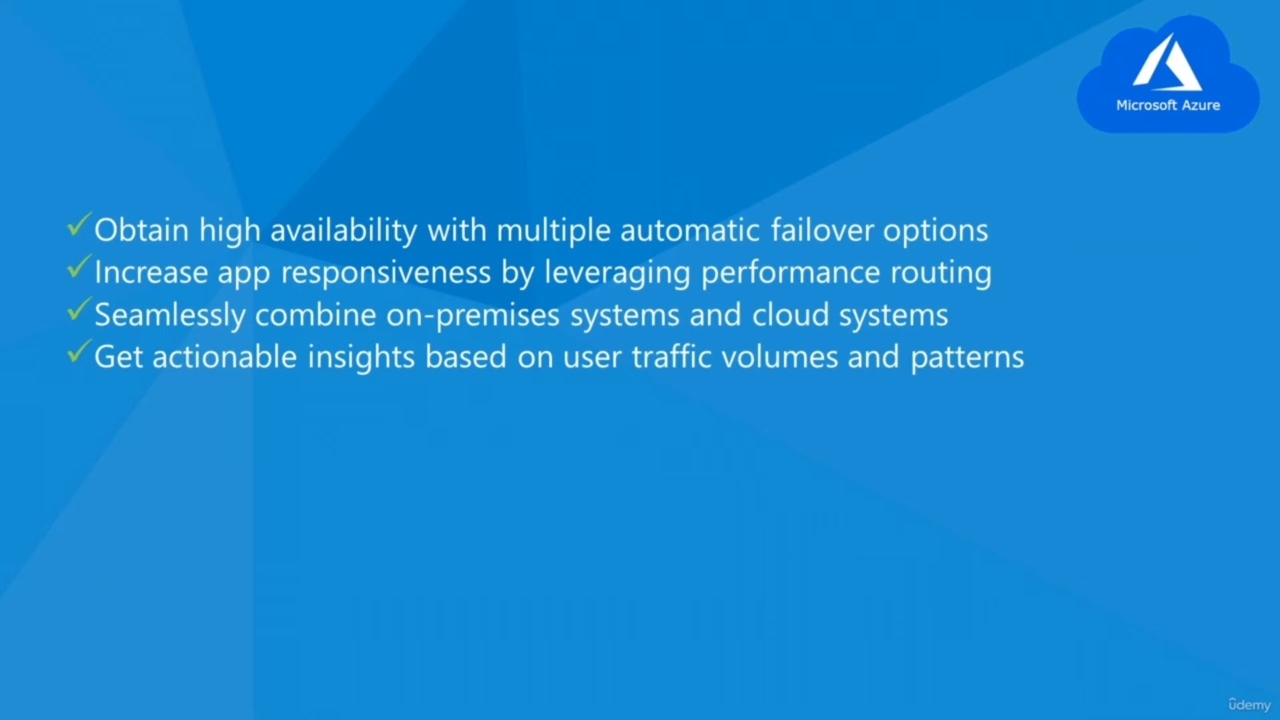 Microsoft Azure
✓Obtain high availability with multiple automatic failover options
✓Increase app responsiveness by leveraging performance routing
✓Seamlessly combine on-premises systems and cloud systems
✓Get actionable insights based on user traffic volumes and patterns
ûdemy